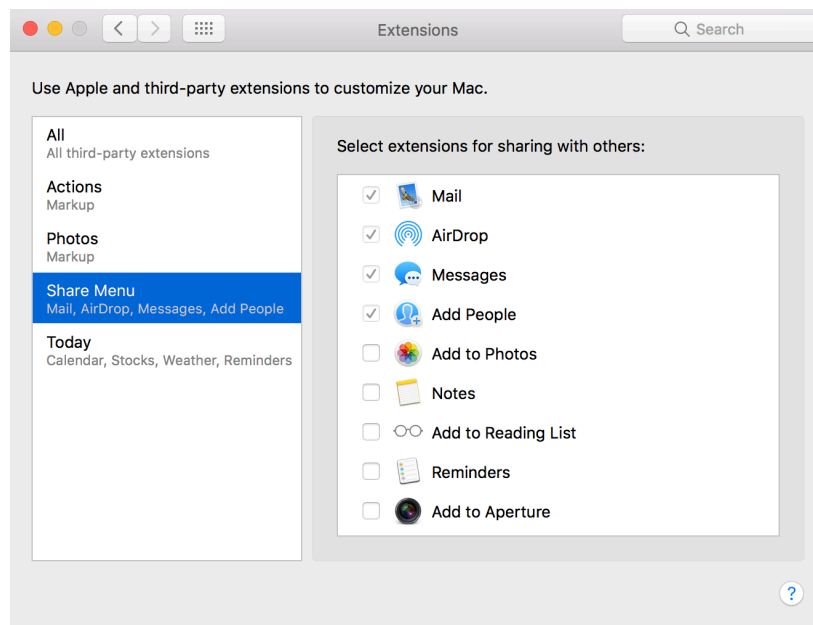 Extensions
Search
Use Apple and third-party extensions to customize your Mac.
All
All third-party extensions
Actions
Markup
Photos
Markup
Share Menu
Mail, AirDrop, Messages, Add People
Today
Calendar, Stocks, Weather, Reminders
Select extensions for sharing with others:
Mail
AirDrop
Messages
Add People
Add to Photos
Notes
Add to Reading List
Reminders
Add to Aperture
?